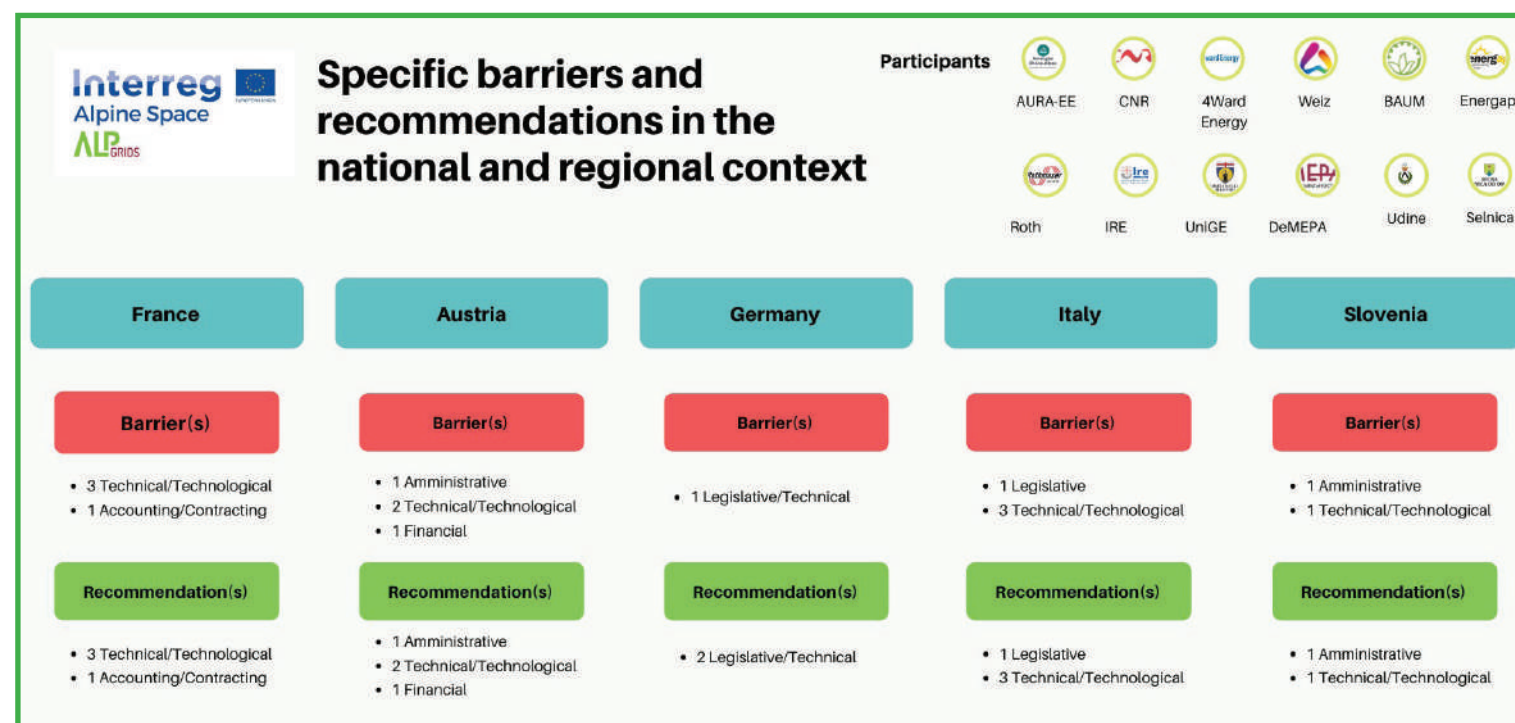 Interreg
EUROPEAN UNION
Alpine Space
ALPGRIDS
Specific barriers and
recommendations in the
national and regional context
Participants
AURA-EE
CNR
4Ward
Energy
Weiz
BAUM
Energap
Roth
IRE
UniGE
DeMEPA
Udine
Selnica
France
Austria
Germany
Italy
Slovenia
Barrier(s)
• 3 Technical/Technological
• 1 Accounting/Contracting
Barrier(s)
• 1 Amministrative
• 2 Technical/Technological
• 1 Financial
Barrier(s)
• 1 Legislative/Technical
Barrier(s)
• 1 Legislative
• 3 Technical/Technological
Barrier(s)
• 1 Amministrative
• 1 Technical/Technological
Recommendation(s)
• 3 Technical/Technological
• 1 Accounting/Contracting
Recommendation(s)
• 1 Amministrative
• 2 Technical/Technological
• 1 Financial
Recommendation(s)
• 2 Legislative/Technical
Recommendation(s)
• 1 Legislative
• 3 Technical/Technological
Recommendation(s)
• 1 Amministrative
• 1 Technical/Technological